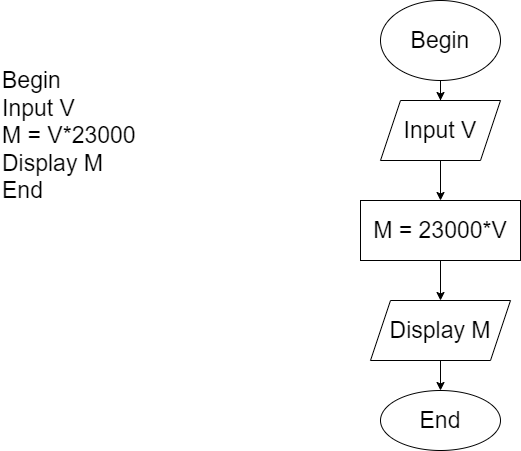 Begin
Input V
M = V*23000
Display M
End
Begin
Input V
M = 23000*V
Display M
End